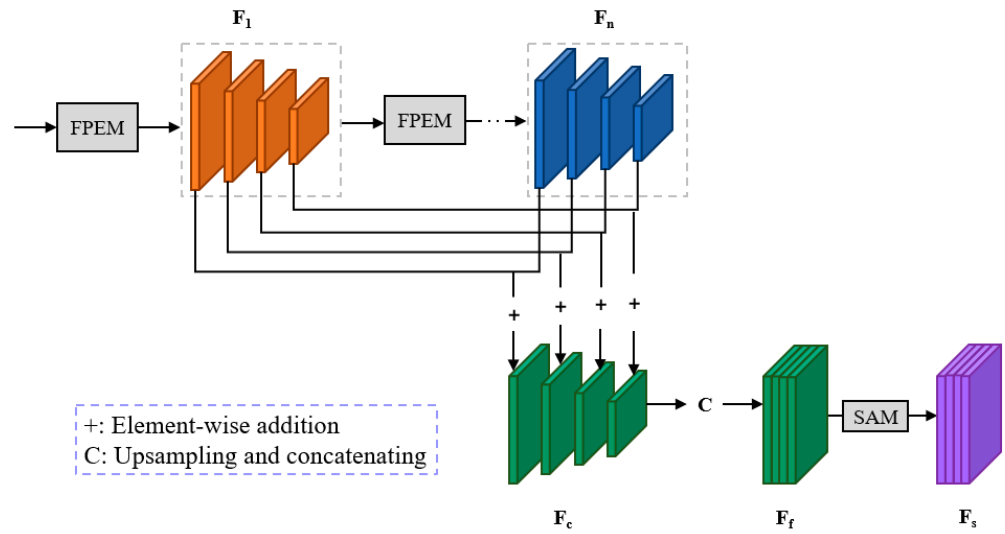 F1
Fn
FPEM
FPEM
...
+
+
+
+
C
SAM
+: Element-wise addition
C: Upsampling and concatenating
Fc
Ff
Fs